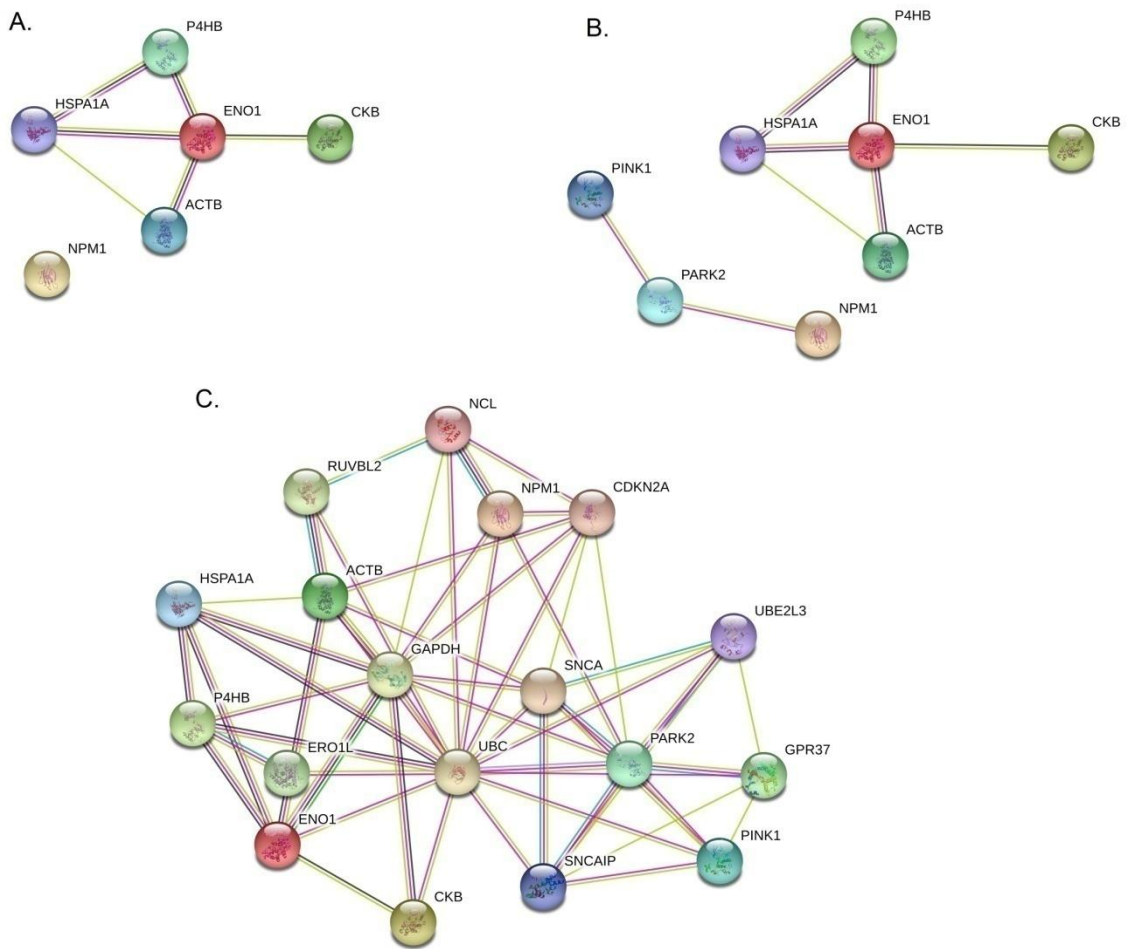 A.
P4HB
HSPA1A
ENO1
CKB
ACTB
NPM1
B.
P4HB
HSPA1A
ENO1
CKB
PINK1
ACTB
PARK2
NPM1
C.
NCL
RUVBL2
NPM1
CDKN2A
ACTB
HSPA1A
UBE2L3
GAPDH
SNCA
P4HB
ERO1L
UBC
PARK2
GPR37
ENO1
PINK1
SNCAIP
CKB